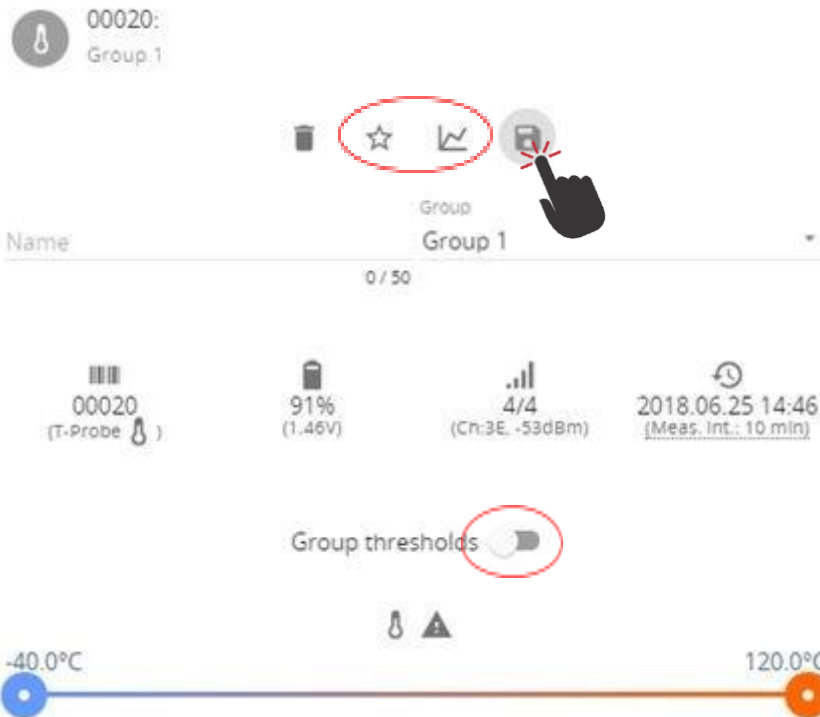 00020:
Group 1
Group
Name
Group 1
0 / 50
00020
91%
4/4
2018.06.25 14:46
(T-Probe )
(1.46V)
(Ch:3E, -53dBm)
(Meas. Int.: 10 min)
Group thresholds
-40.0°C
120.0°C